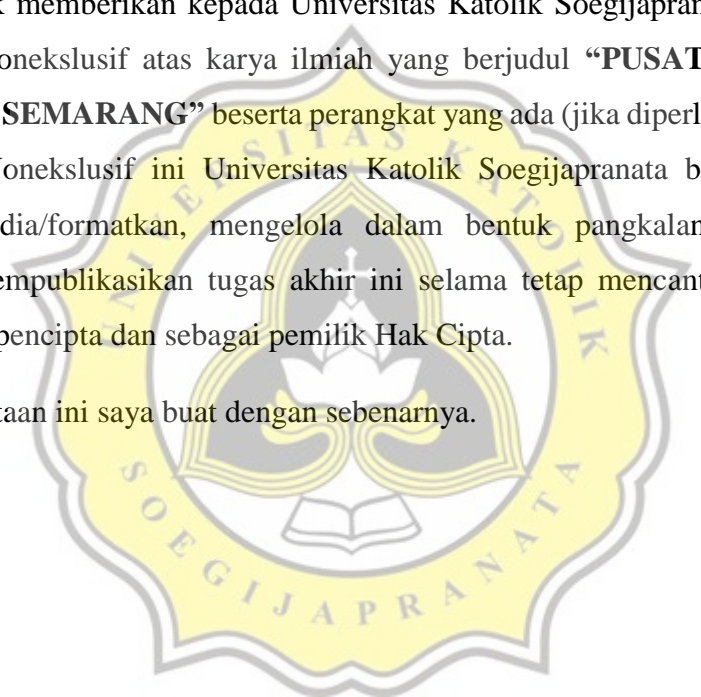 k memberikan kepada Universitas Katolik Soegijapran
onekslusif atas karya ilmiah yang berjudul “PUSAT
SEMARANG” beserta perangkat yang ada (jika diperl
Nonekslusif ini Universitas Katolik Soegijapranata b
dia/formatkan, mengelola dalam bentuk pangkalan
empublikasikan tugas akhir ini selama tetap mencant
pencipta dan sebagai pemilik Hak Cipta.
taan ini saya buat dengan sebenarnya.
UNIVERSITAS KATOLIK
SOEGIJAPRANATA